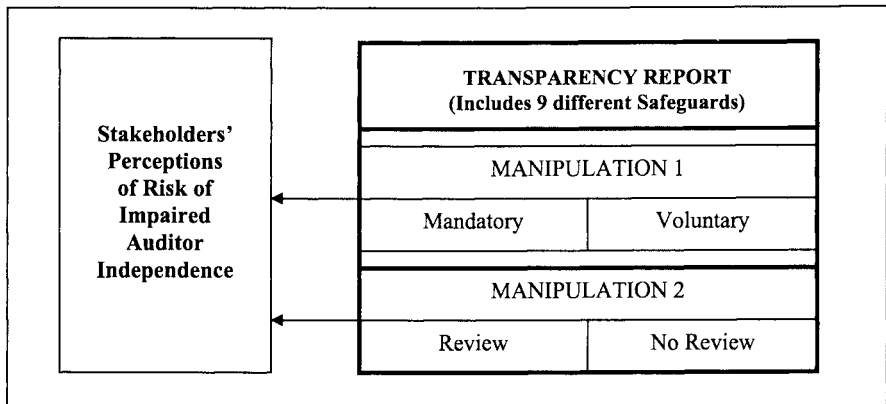 Stakeholders'
Perceptions
of Risk of
Impaired
Auditor
Independence
TRANSPARENCY REPORT
(Includes 9 different Safeguards)
MANIPULATION 1
Mandatory
Voluntary
MANIPULATION 2
Review
No Review